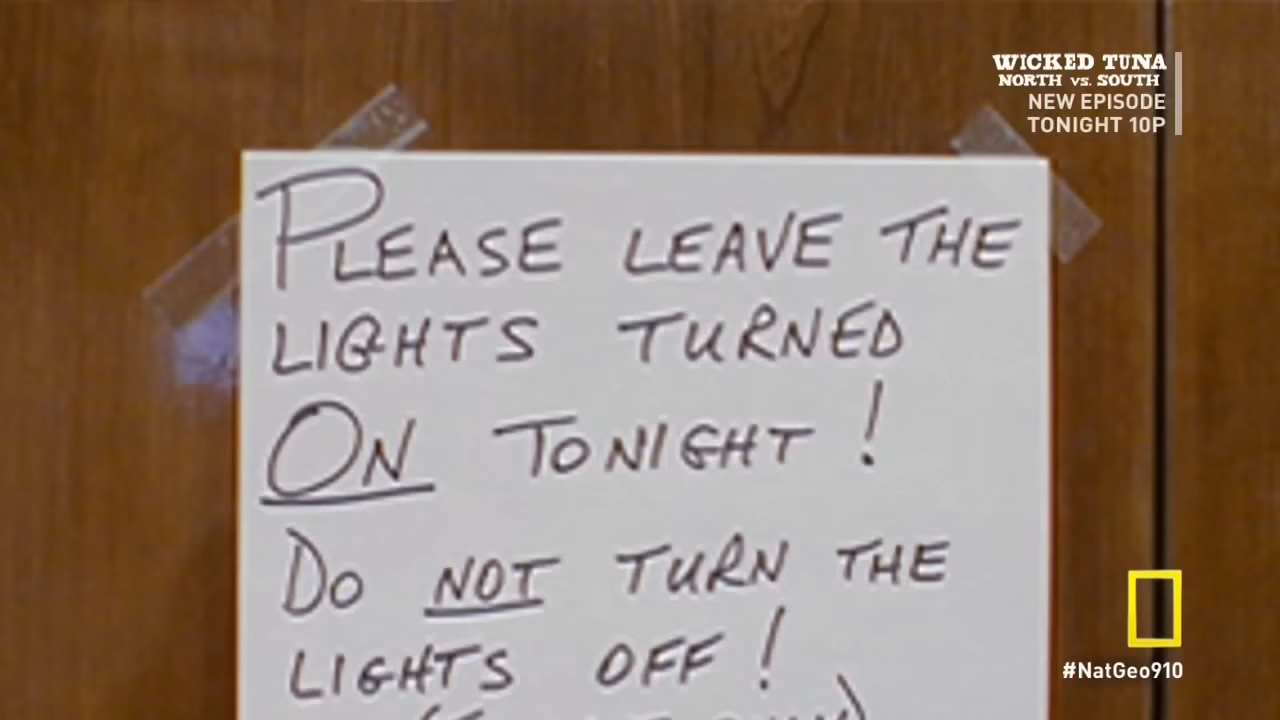 WICKED TUNA
NORTH VS. SOUTH
NEW EPISODE
TONIGHT 10P
PLEASE LEAVE THE
LIGHTS TURNED
ON TONIGHT!
DO NOT TURN THE
LIGHTS OFF!
#NatGeo910